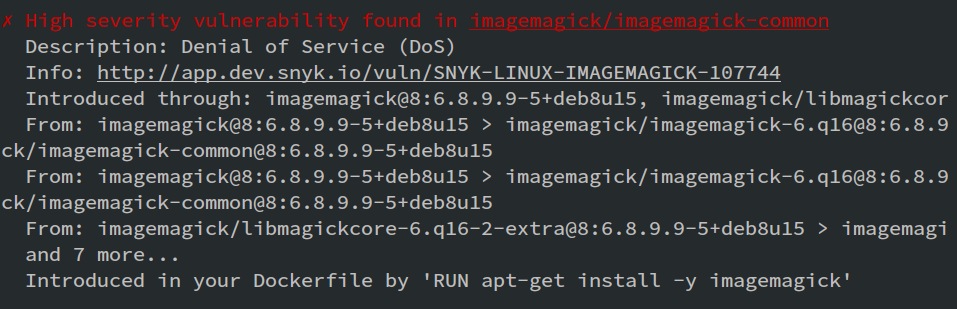 ✗ High severity vulnerability found in imagemagick/imagemagick-common
Description: Denial of Service (DoS)
Info: http://app.dev.snyk.io/vuln/SNYK-LINUX-IMAGEMAGICK-107744
Introduced through: imagemagick@8:6.8.9.9-5+deb8u15, imagemagick/libmagickcor
From: imagemagick@8:6.8.9.9-5+deb8u15 > imagemagick/imagemagick-6.q16@8:6.8.9
ck/imagemagick-common@8:6.8.9.9-5+deb8u15
From: imagemagick@8:6.8.9.9-5+deb8u15 > imagemagick/imagemagick-6.q16@8:6.8.9
ck/imagemagick-common@8:6.8.9.9-5+deb8u15
From: imagemagick/libmagickcore-6.q16-2-extra@8:6.8.9.9-5+deb8u15 > imagemagi
and 7 more...
Introduced in your Dockerfile by 'RUN apt-get install -y imagemagick'